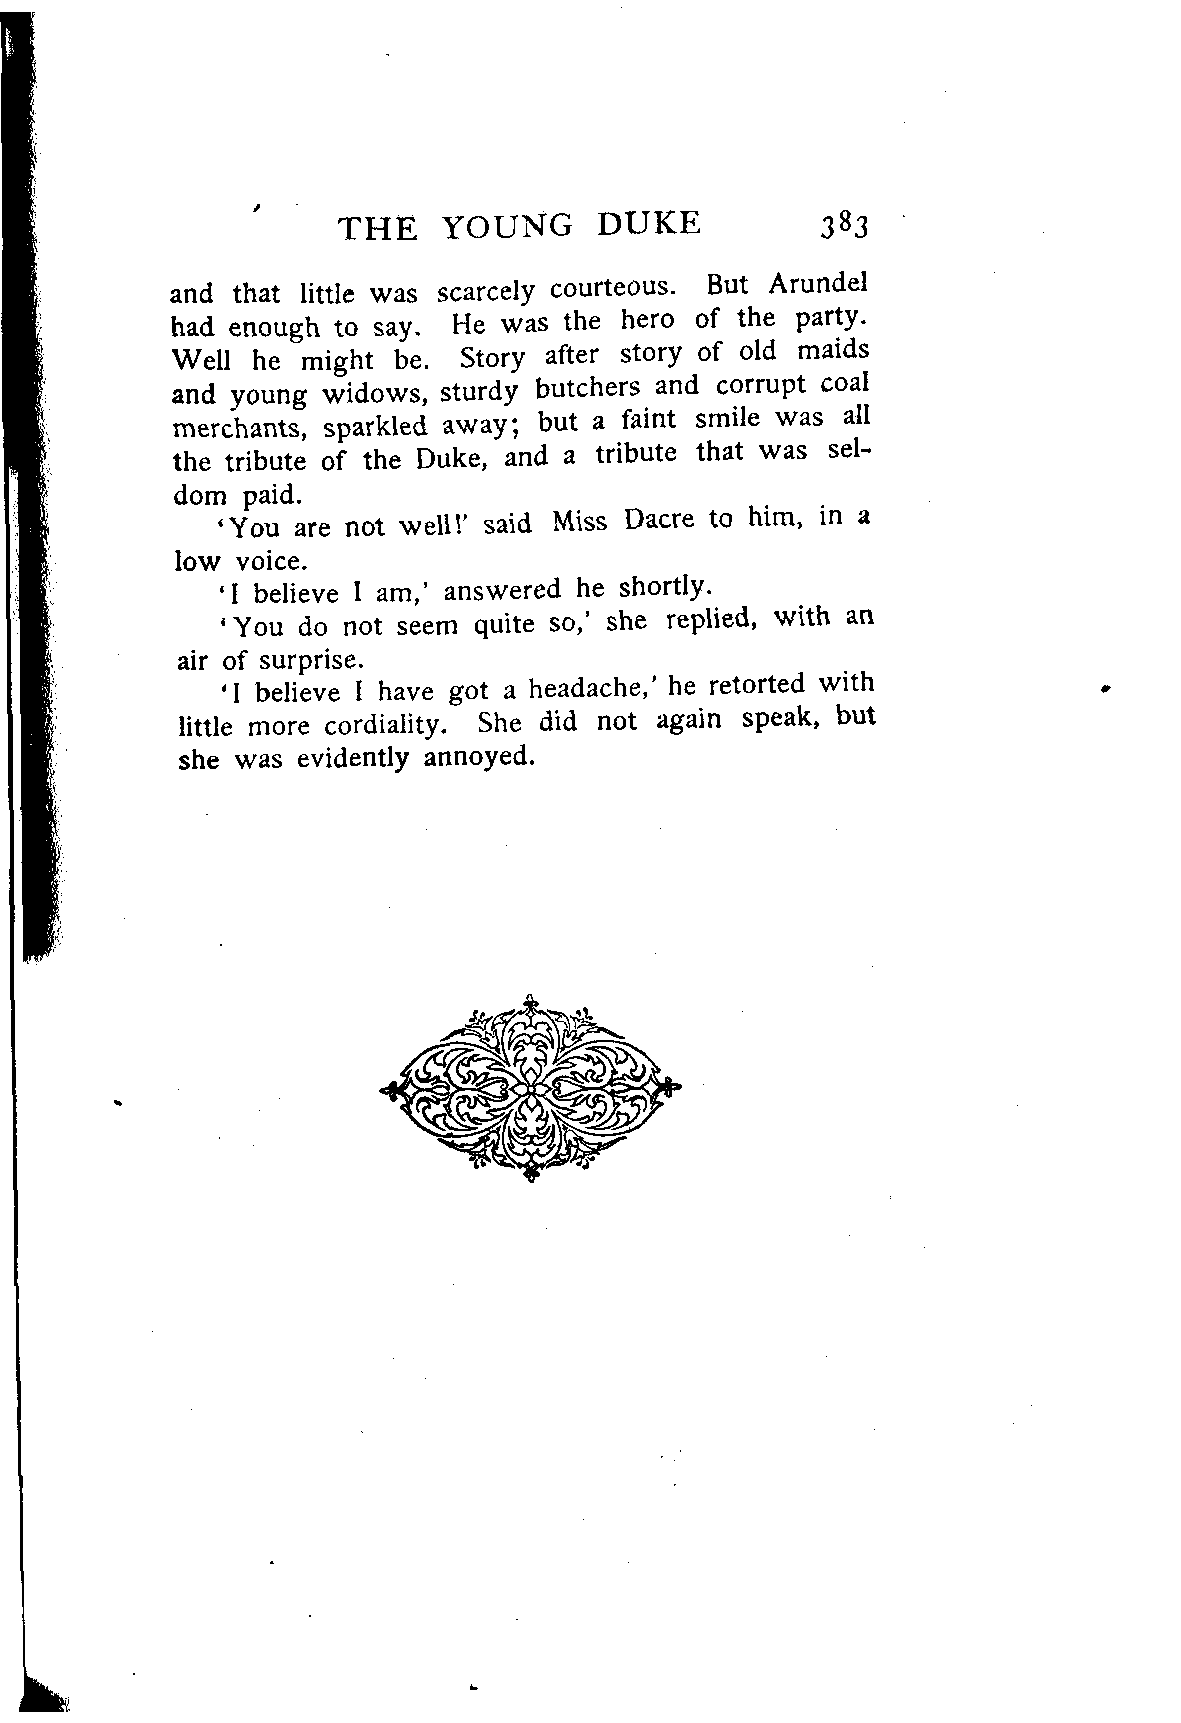 THE YOUNG DUKE 383
and that little was scarcely courteous. But Arundel
had enough to say. He was the hero of the party.
Well he might be. Story after story of old maids
and young widows, sturdy butchers and corrupt coal
merchants, sparkled away; but a faint smile was all
the tribute of the Duke, and a tribute that was sel-
dom paid.
‘You are not well!’ said Miss Dacre to him, in a
low voice.
‘I believe I am,’ answered he shortly.
‘You do not seem quite so,’ she replied, with an
air of surprise.
‘I believe I have got a headache,’ he retorted with
little more cordiality. She did not again speak, but
she was evidently annoyed.